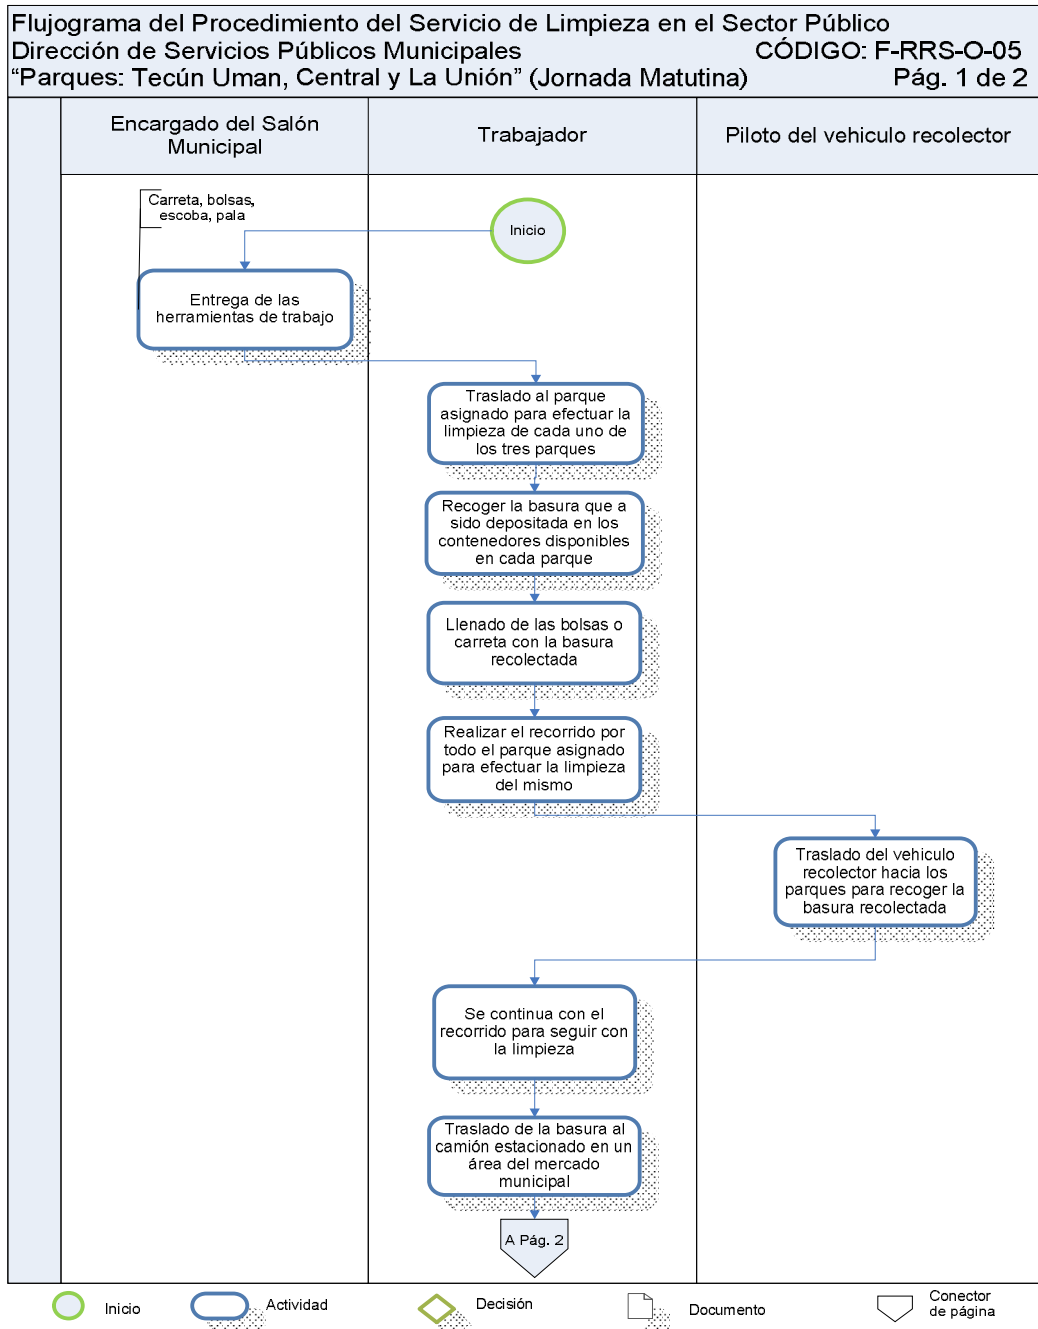 Flujograma del Procedimiento del Servicio de Limpieza en el Sector Público
Dirección de Servicios Públicos Municipales CÓDIGO: F-RRS-O-05
“Parques: Tecún Uman, Central y La Unión” (Jornada Matutina) Pág. 1 de 2
Encargado del Salón
Municipal
Trabajador
Piloto del vehiculo recolector
Carreta, bolsas,
escoba, pala
Inicio
Entrega de las
herramientas de trabajo
Traslado al parque
asignado para efectuar la
limpieza de cada uno de
los tres parques
Recoger la basura que a
sido depositada en los
contenedores disponibles
en cada parque
Llenado de las bolsas o
carreta con la basura
recolectada
Realizar el recorrido por
todo el parque asignado
para efectuar la limpieza
del mismo
Traslado del vehiculo
recolector hacia los
parques para recoger la
basura recolectada
Se continua con el
recorrido para seguir con
la limpieza
Traslado de la basura al
camión estacionado en un
área del mercado
municipal
A Pág. 2
Inicio
Actividad
Decisión
Documento
Conector
de página